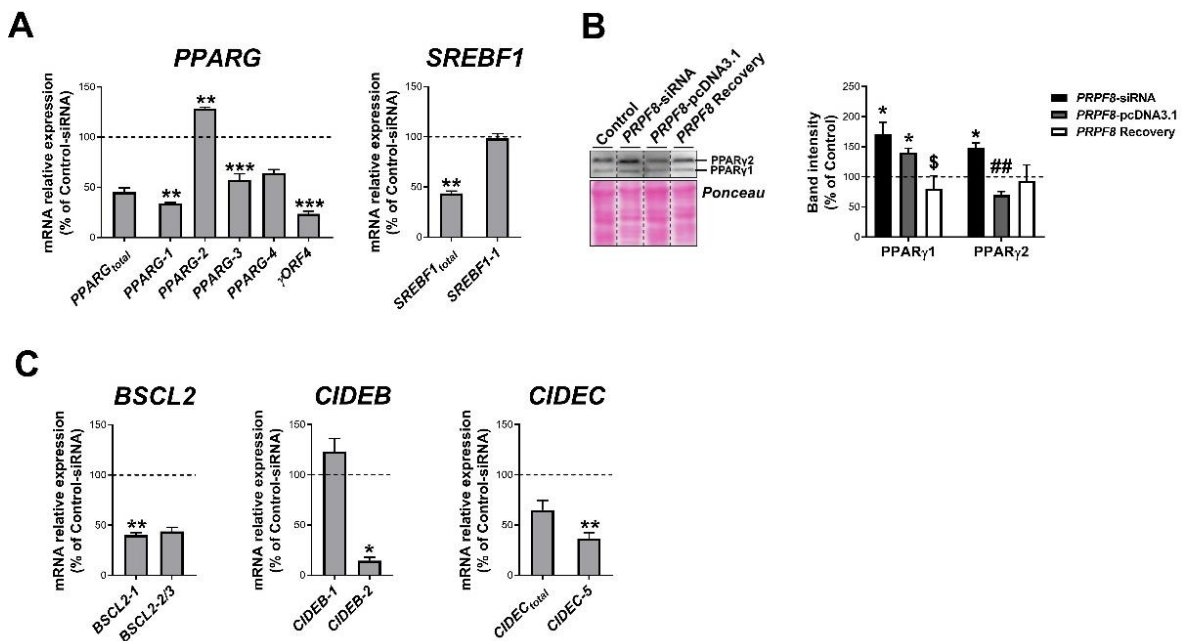 A
PPARG
mRNA relative expression
(% of Control-siRNA)
150
100
50
0
**
**
***
***
PPARGtotal
PPARG-1
PPARG-2
PPARG-3
PPARG-4
γORF4
SREBF1
mRNA relative expression
(% of Control-siRNA)
150
100
50
0
**
SREBF1total
SREBF1-1
B
Control
PRPF8-siRNA
PRPF8-pcDNA3.1
PRPF8 Recovery
PPARγ2
PPARγ1
Ponceau
Band intensity
(% of Control)
250
200
150
100
50
0
*
*
$
*
##
PPARγ1
PPARγ2
PRPF8-siRNA
PRPF8-pcDNA3.1
PRPF8 Recovery
C
BSCL2
mRNA relative expression
(% of Control-siRNA)
150
100
50
0
**
BSCL2-1
BSCL2-2/3
CIDEB
mRNA relative expression
(% of Control-siRNA)
150
100
50
0
*
CIDEB-1
CIDEB-2
CIDEC
mRNA relative expression
(% of Control-siRNA)
150
100
50
0
**
CIDECtotal
CIDEC-5